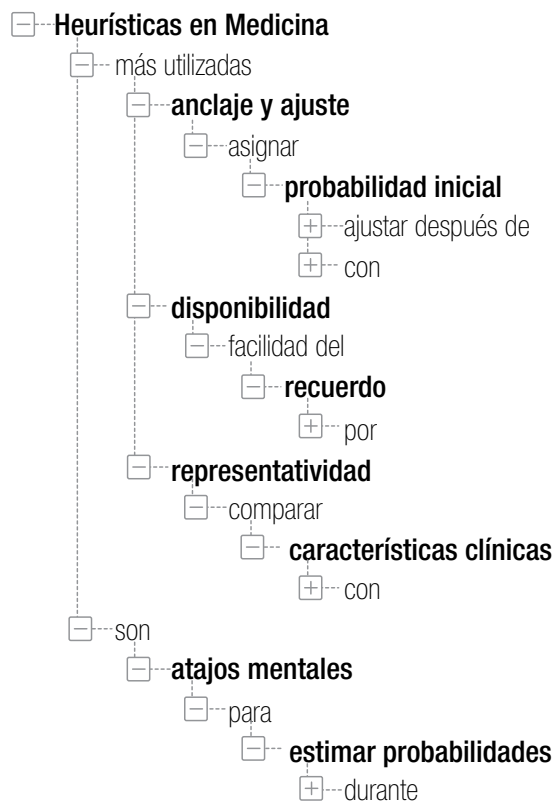 Heurísticas en Medicina
más utilizadas
anclaje y ajuste
asignar
probabilidad inicial
ajustar después de
con
disponibilidad
facilidad del
recuerdo
por
representatividad
comparar
características clínicas
con
son
atajos mentales
para
estimar probabilidades
durante